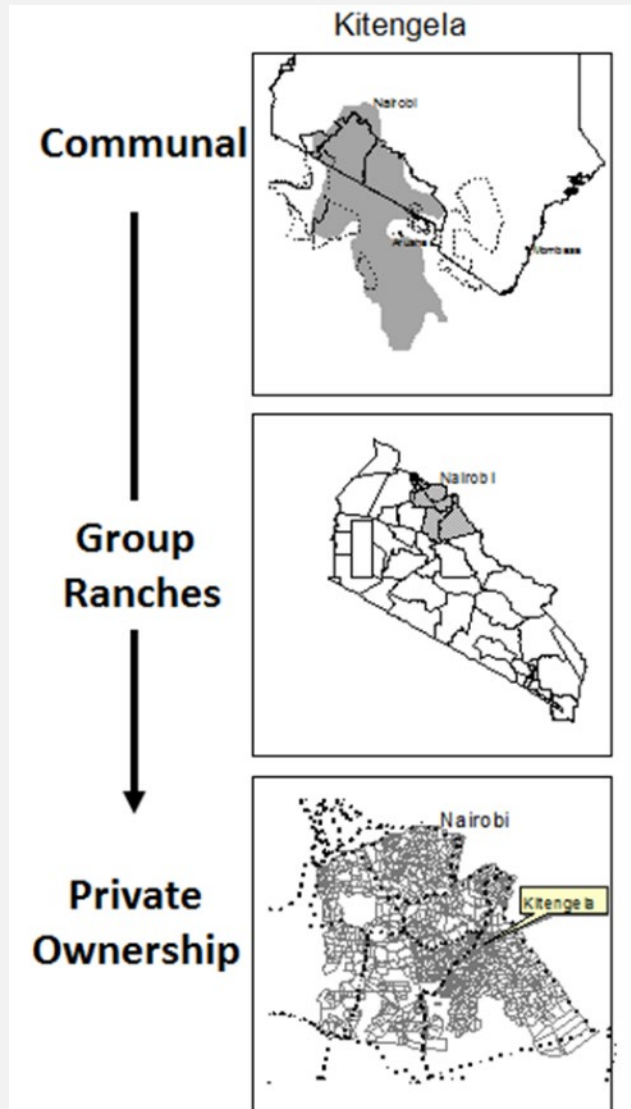 Kitengela
Communal
Nairobi
Arusha
Mombasa
Group
Ranches
Nairobi
Private
Ownership
Nairobi
Kitengela